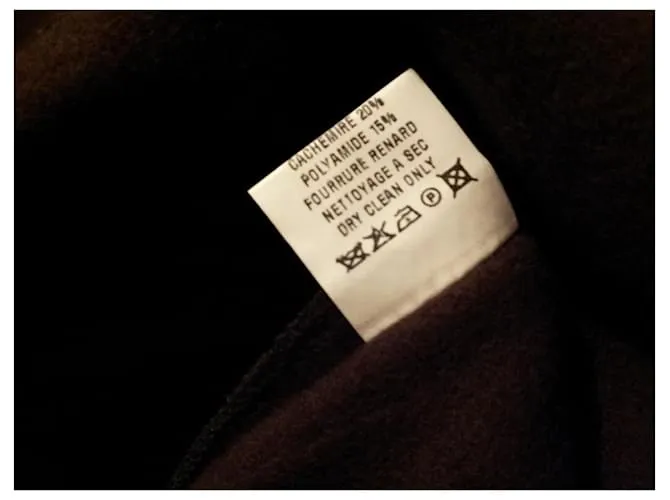 CACHEMIRE 20%
POLYAMIDE 15%
FOURRURE RENARD
NETTOYAGE A SEC
DRY CLEAN ONLY
P